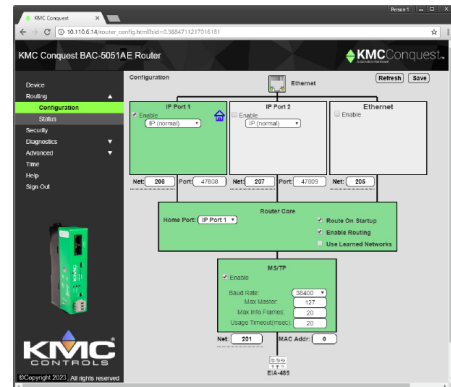 Person 1
KMC Conquest
10.110.6.14/router_config.html?sid=0.5884711217016161
KMC Conquest BAC-5051AE Router
KMCConquest
Device
Routing
Configuration
Status
Security
Diagnostics
Advanced
Time
Help
Sign Out
KMC
KMC
CONTROLS
©Copyright 2023, All rights reserved
Configuration
Ethernet
Refresh
Save
IP Port 1
Enable
IP (normal)
IP Port 2
Enable
IP (normal)
Ethernet
Enable
Net: 206 Port: 47808
Net: 207 Port: 47809
Net: 205
Router Core
Home Port: IP Port 1
Route On Startup
Enable Routing
Use Learned Networks
MS/TP
Enable
Baud Rate: 38400
Max Master: 127
Max Info Frames: 20
Usage Timeout(msec): 20
Net: 201 MAC Addr: 0
EIA-485